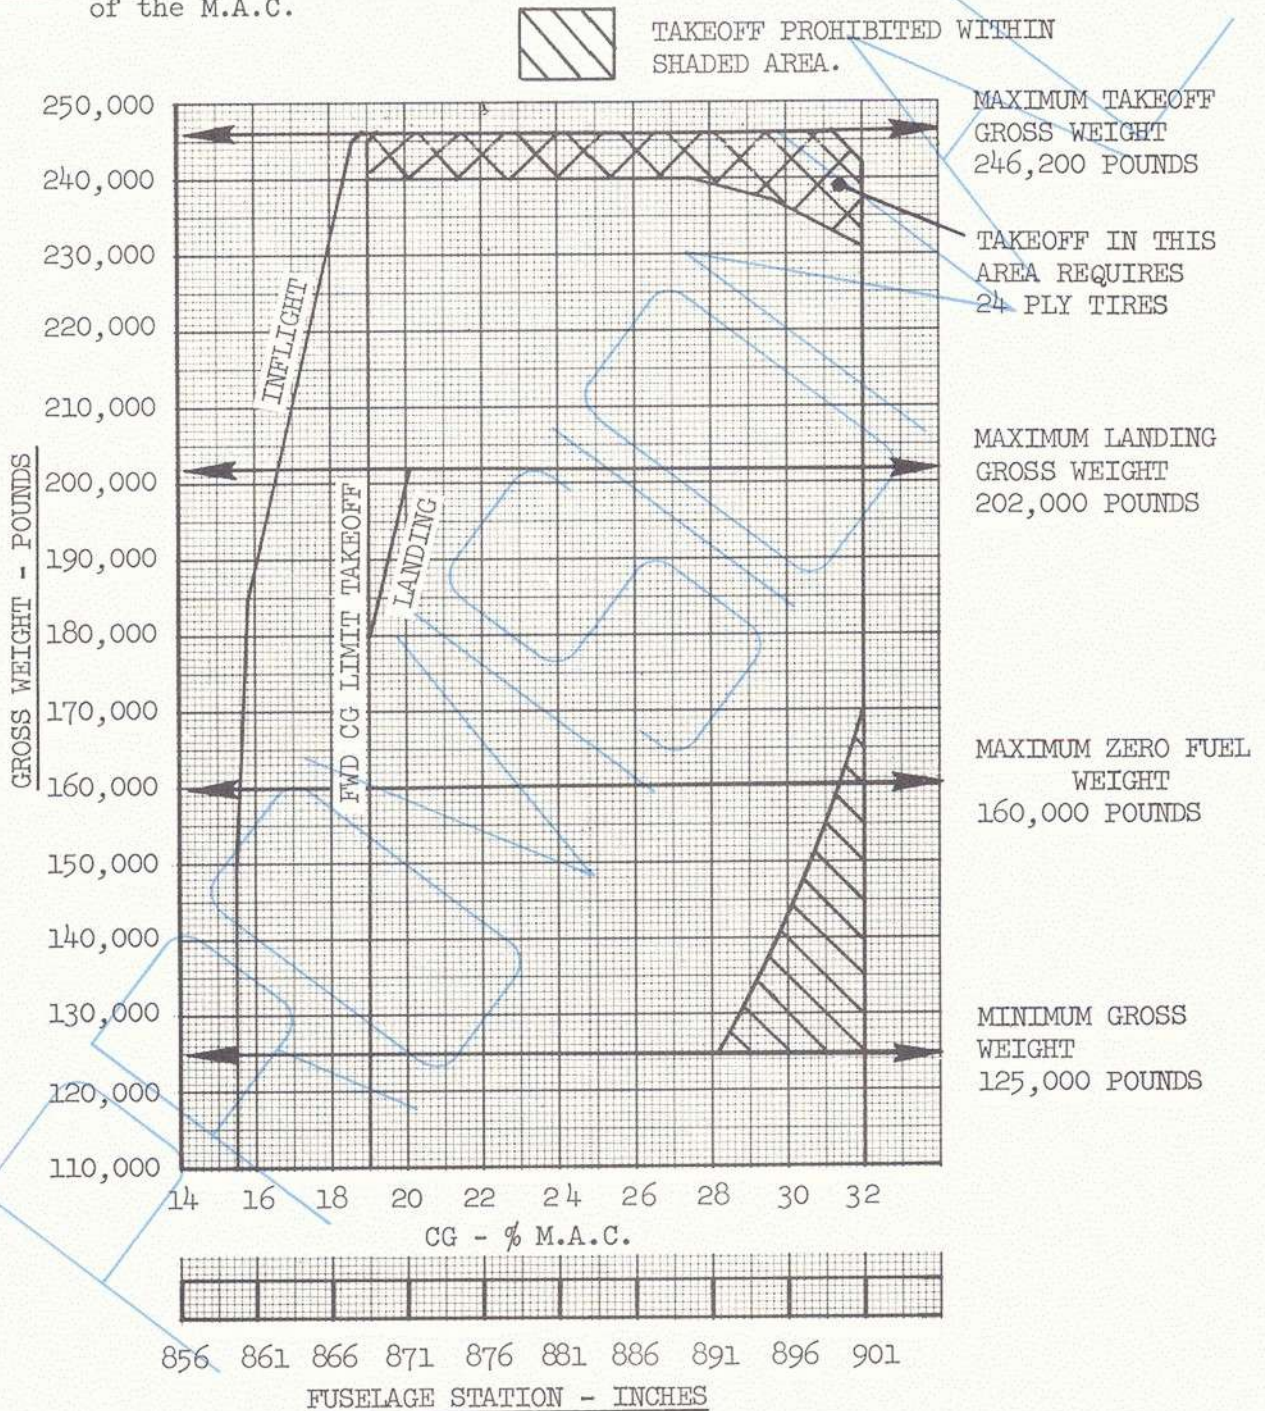 of the M.A.C.
TAKEOFF PROHIBITED WITHIN
SHADED AREA.
250,000
240,000
230,000
220,000
210,000
200,000
190,000
180,000
170,000
160,000
150,000
140,000
130,000
120,000
110,000
GROSS WEIGHT - POUNDS
INFLIGHT
FWD CG LIMIT TAKEOFF
LANDING
MAXIMUM TAKEOFF
GROSS WEIGHT
246,200 POUNDS
TAKEOFF IN THIS
AREA REQUIRES
24 PLY TIRES
MAXIMUM LANDING
GROSS WEIGHT
202,000 POUNDS
MAXIMUM ZERO FUEL
WEIGHT
160,000 POUNDS
MINIMUM GROSS
WEIGHT
125,000 POUNDS
14 16 18 20 22 24 26 28 30 32
CG - % M.A.C.
856 861 866 871 876 881 886 891 896 901
FUSELAGE STATION - INCHES